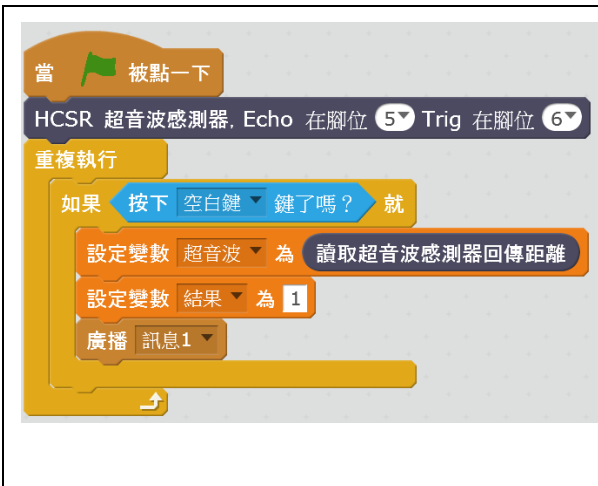 當 被點一下
HCSR 超音波感測器, Echo 在腳位 5 Trig 在腳位 6
重複執行
如果 按下 空白鍵 鍵了嗎? 就
設定變數 超音波 為 讀取超音波感測器回傳距離
設定變數 結果 為 1
廣播 訊息1